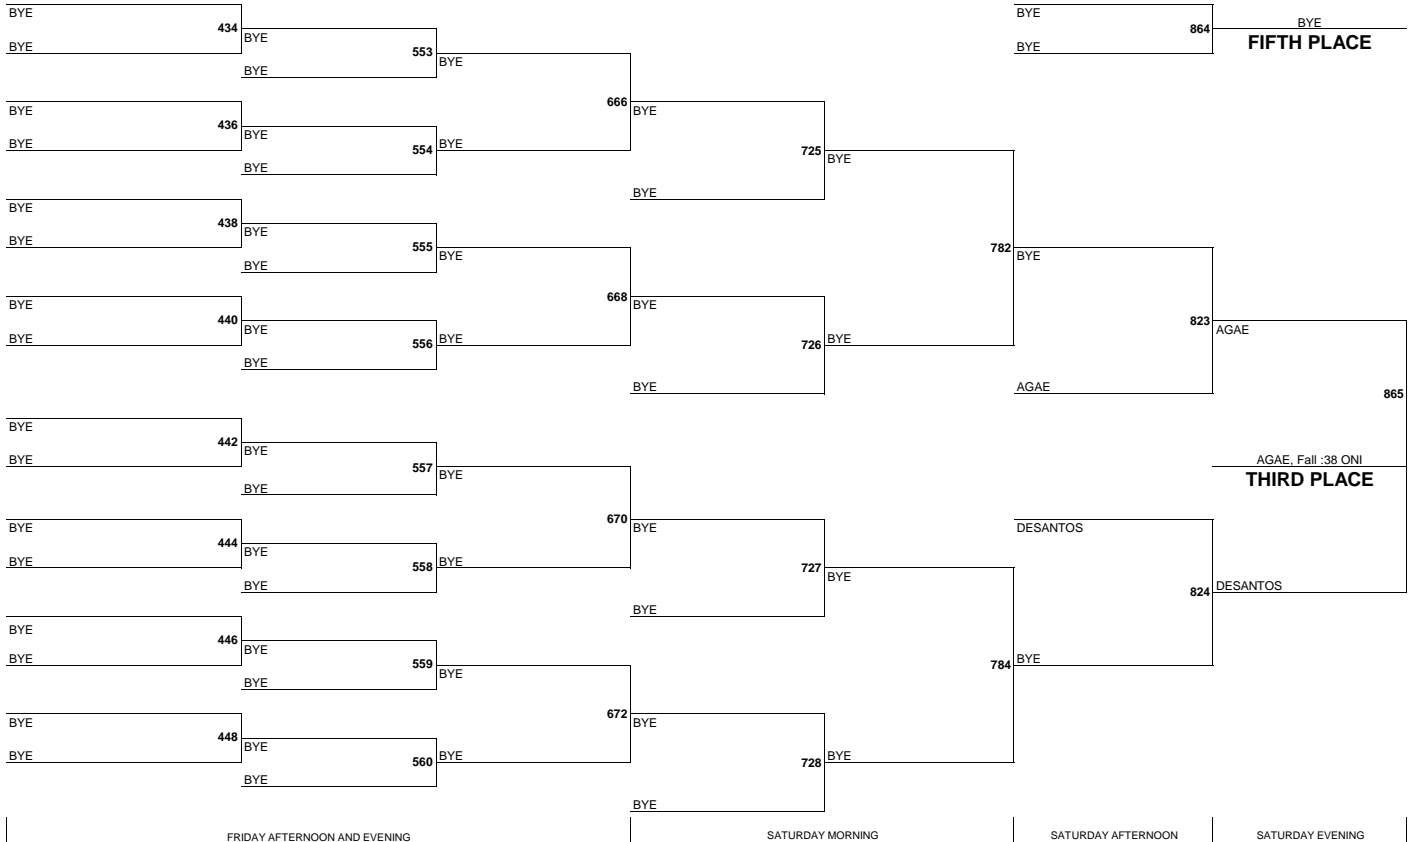 BYE
BYE
434
BYE
BYE
553
BYE
BYE
864
BYE
BYE
FIFTH PLACE
BYE
BYE
436
BYE
BYE
554
BYE
666
BYE
725
BYE
BYE
BYE
BYE
438
BYE
BYE
555
BYE
782
BYE
BYE
BYE
440
BYE
BYE
556
BYE
668
BYE
726
BYE
BYE
823
AGAE
AGAE
865
BYE
BYE
442
BYE
BYE
557
BYE
AGAE, Fall :38 ONI
THIRD PLACE
BYE
BYE
444
BYE
BYE
558
BYE
670
BYE
727
BYE
BYE
DESANTOS
824
DESANTOS
BYE
BYE
446
BYE
BYE
559
BYE
784
BYE
BYE
BYE
448
BYE
BYE
560
BYE
672
BYE
728
BYE
BYE
FRIDAY AFTERNOON AND EVENING
SATURDAY MORNING
SATURDAY AFTERNOON
SATURDAY EVENING